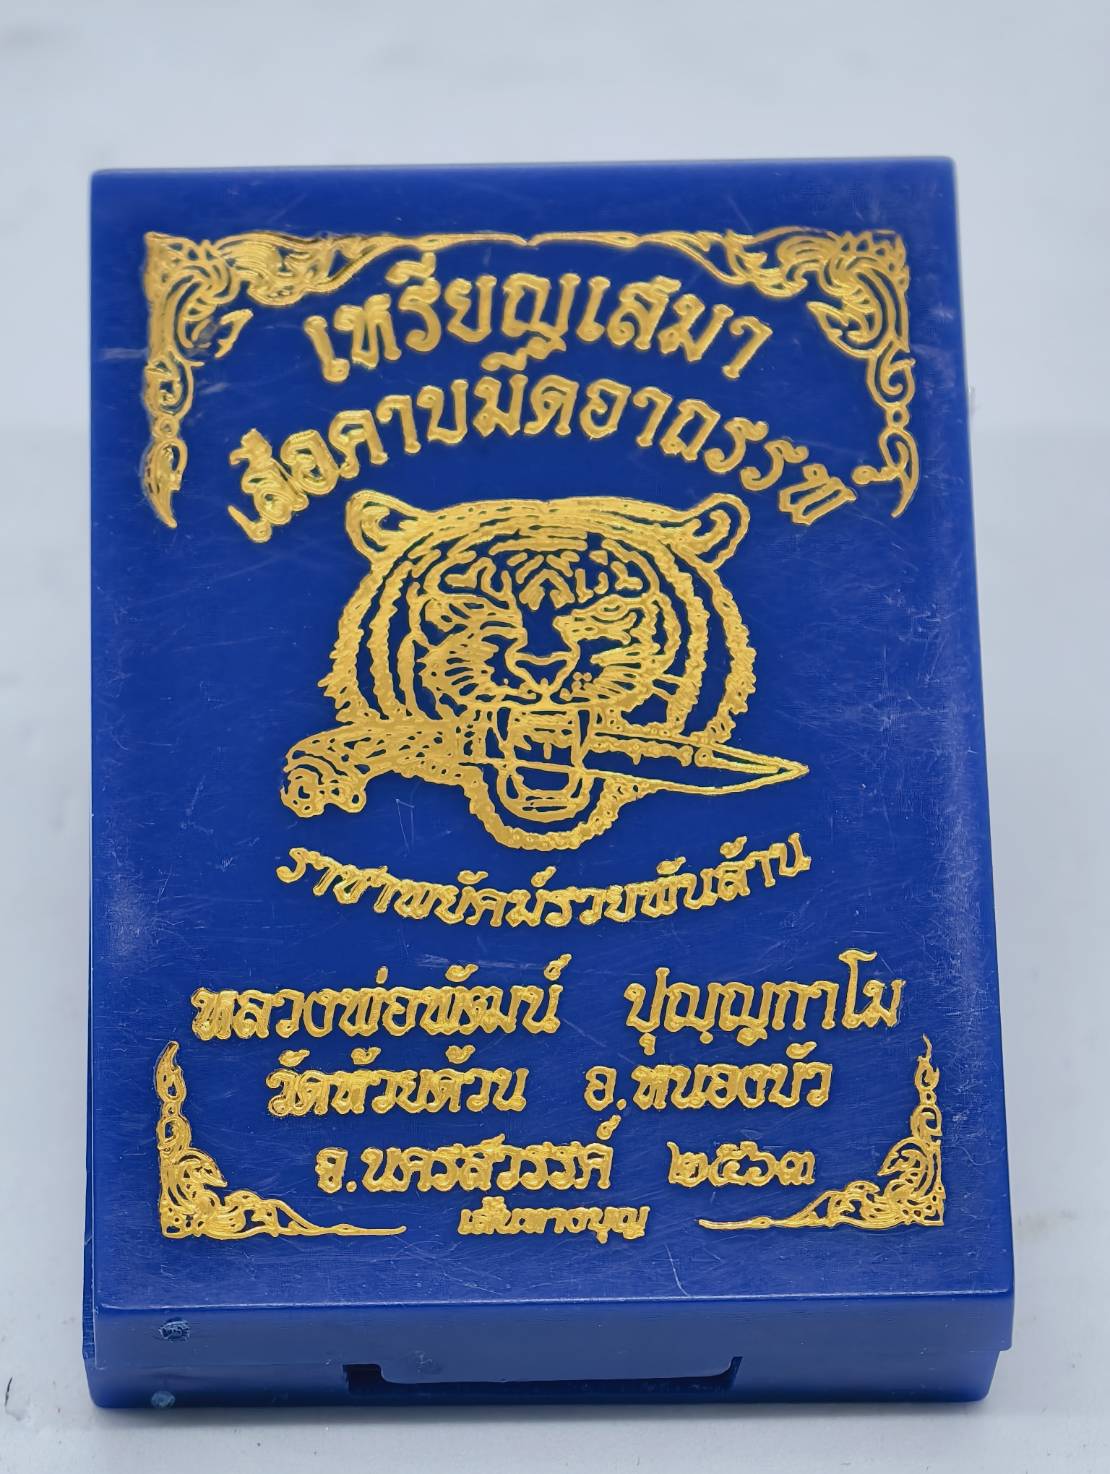 เหรียญเสมา
เสือคาบมีดอาถรรพ์
ราชาพยัคฆ์รวยพันล้าน
หลวงพ่อพัฒน์ ปุญฺญกาโม
วัดห้วยด้วน อ.หนองบัว
จ.นครสวรรค์ ๒๕๖๓
เส้นทางบุญ